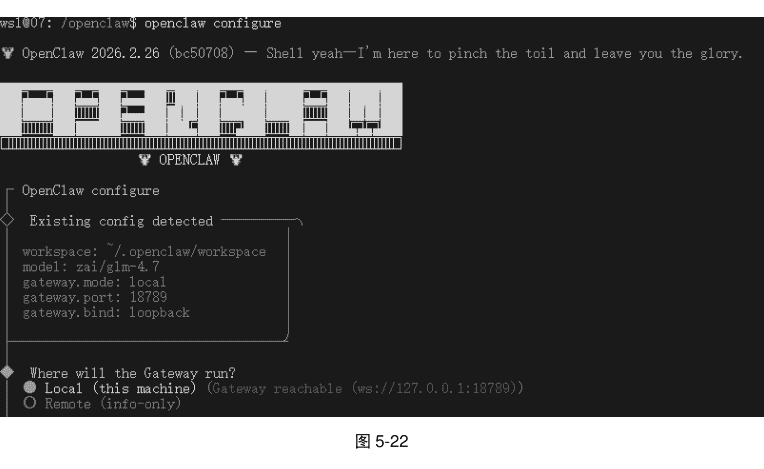 wsl@07: /openclaw$ openclaw configure
OpenClaw 2026.2.26 (bc50708) — Shell yeah—I'm here to pinch the toil and leave you the glory.
OPENCLAW
OPENCLAW
OpenClaw configure
Existing config detected
workspace: ~/.openclaw/workspace
model: zai/glm-4.7
gateway.mode: local
gateway.port: 18789
gateway.bind: loopback
Where will the Gateway run?
Local (this machine) (Gateway reachable (ws://127.0.0.1:18789))
Remote (info-only)
图 5-22